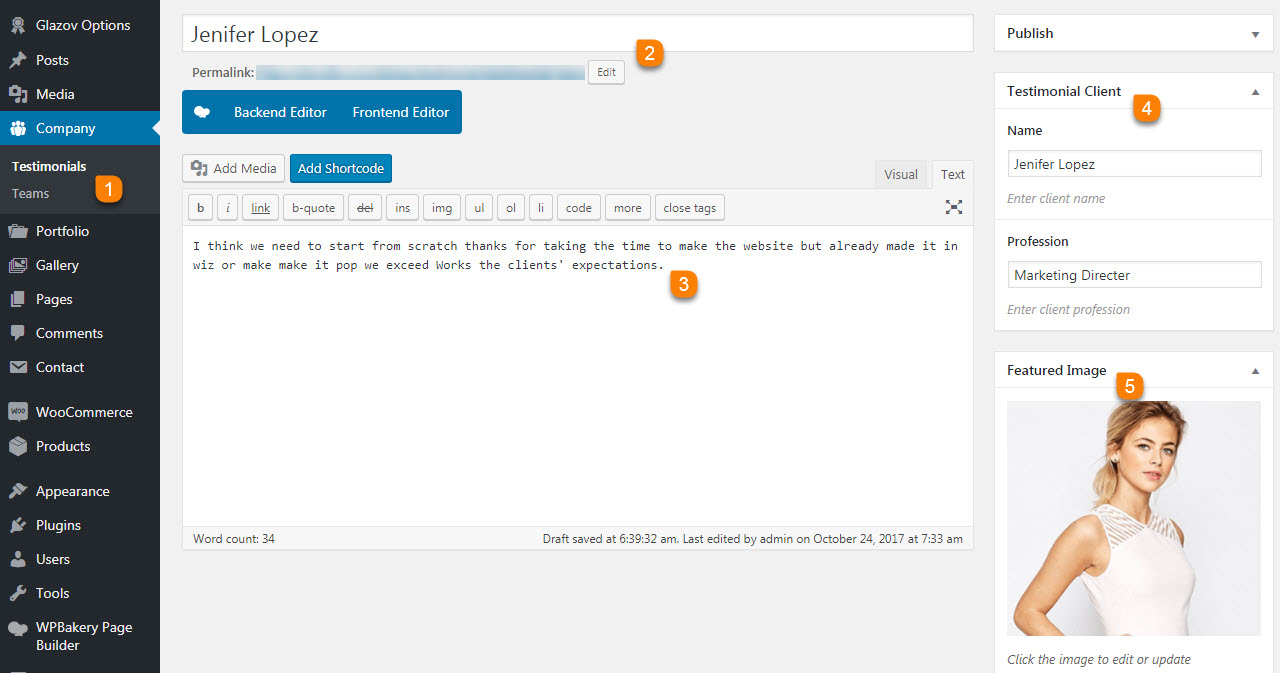 Glazov Options
Posts
Media
Company
Testimonials
Teams
1
Portfolio
Gallery
Pages
Comments
Contact
woo WooCommerce
Products
Appearance
Plugins
Users
Tools
WPBakery Page
Builder
Jenifer Lopez
2
Permalink: Edit
Backend Editor Frontend Editor
Add Media Add Shortcode
Visual Text
b i link b-quote del ins img ul ol li code more close tags
I think we need to start from scratch thanks for taking the time to make the website but already made it in
wiz or make make it pop we exceed Works the clients' expectations.
3
Word count: 34 Draft saved at 6:39:32 am. Last edited by admin on October 24, 2017 at 7:33 am
Publish
Testimonial Client
4
Name
Jenifer Lopez
Enter client name
Profession
Marketing Directer
Enter client profession
Featured Image
5
Click the image to edit or update